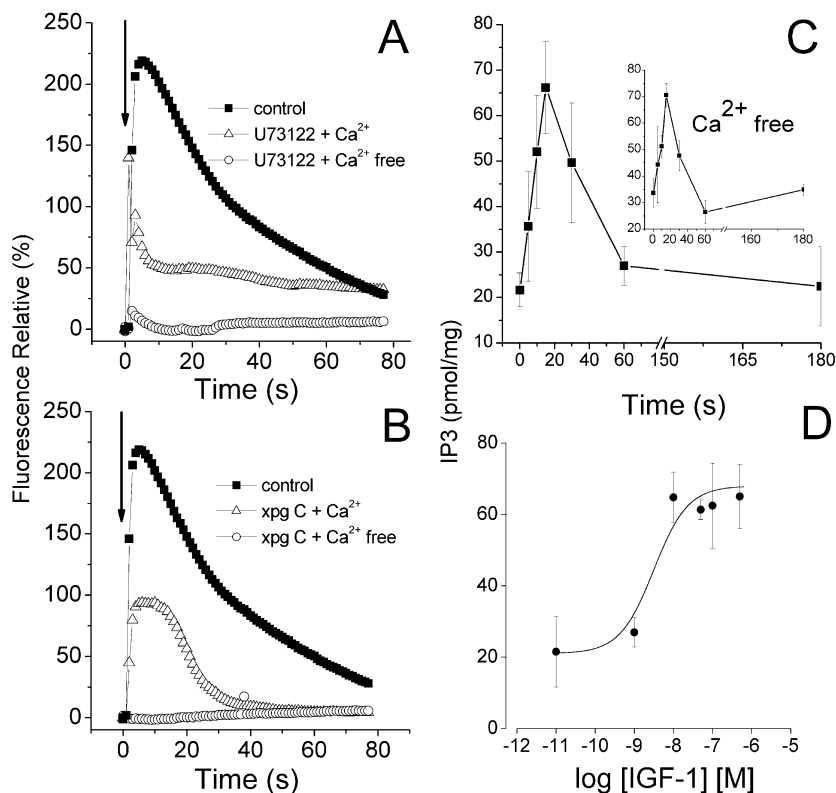 A
Fluorescence Relative (%)
250
200
150
100
50
0
control
U73122 + Ca2+
U73122 + Ca2+ free
0 20 40 60 80
Time (s)
B
250
200
150
100
50
0
control
xpg C + Ca2+
xpg C + Ca2+ free
0 20 40 60 80
Time (s)
C
IP3 (pmol/mg)
80
70
60
50
40
30
20
10
0 20 40 60 150 165 180
Time (s)
Ca2+ free
80
70
60
50
40
30
20
0 20 40 60 160 180
D
80
60
40
20
0
-12 -11 -10 -9 -8 -7 -6 -5
log [IGF-1] [M]